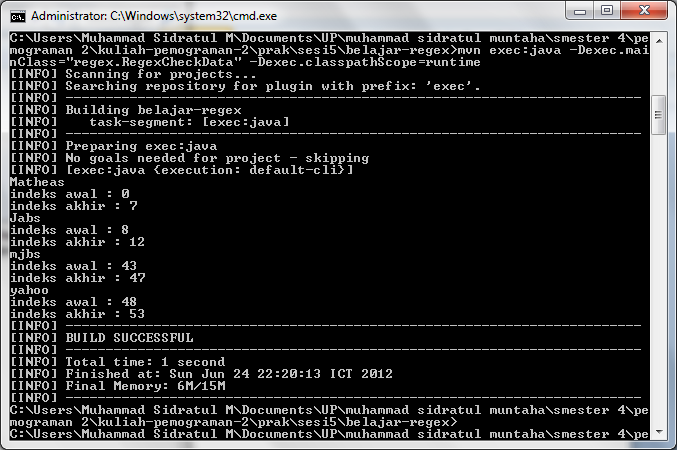 Administrator: C:\Windows\system32\cmd.exe
C:\Users\Muhammad Sidratul M\Documents\UP\muhammad sidratul muntaha\smester 4\pe
mograman 2\kuliah-pemograman-2\prak\sesi5\belajar-regex>mvn exec:java -Dexec.mai
nClass="regex.RegexCheckData" -Dexec.classpathScope=runtime
[INFO] Scanning for projects...
[INFO] Searching repository for plugin with prefix: 'exec'.
[INFO] ------------------------------------------------------------------------
[INFO] Building belajar-regex
[INFO]    task-segment: [exec:java]
[INFO] ------------------------------------------------------------------------
[INFO] Preparing exec:java
[INFO] No goals needed for project - skipping
[INFO] [exec:java {execution: default-cli}]
Matheas
indeks awal : 0
indeks akhir : 7
Jabs
indeks awal : 8
indeks akhir : 12
mjbs
indeks awal : 43
indeks akhir : 47
yahoo
indeks awal : 48
indeks akhir : 53
[INFO] ------------------------------------------------------------------------
[INFO] BUILD SUCCESSFUL
[INFO] ------------------------------------------------------------------------
[INFO] Total time: 1 second
[INFO] Finished at: Sun Jun 24 22:20:13 ICT 2012
[INFO] Final Memory: 6M/15M
[INFO] ------------------------------------------------------------------------
C:\Users\Muhammad Sidratul M\Documents\UP\muhammad sidratul muntaha\smester 4\pe
mograman 2\kuliah-pemograman-2\prak\sesi5\belajar-regex>
C:\Users\Muhammad Sidratul M\Documents\UP\muhammad sidratul muntaha\smester 4\pe